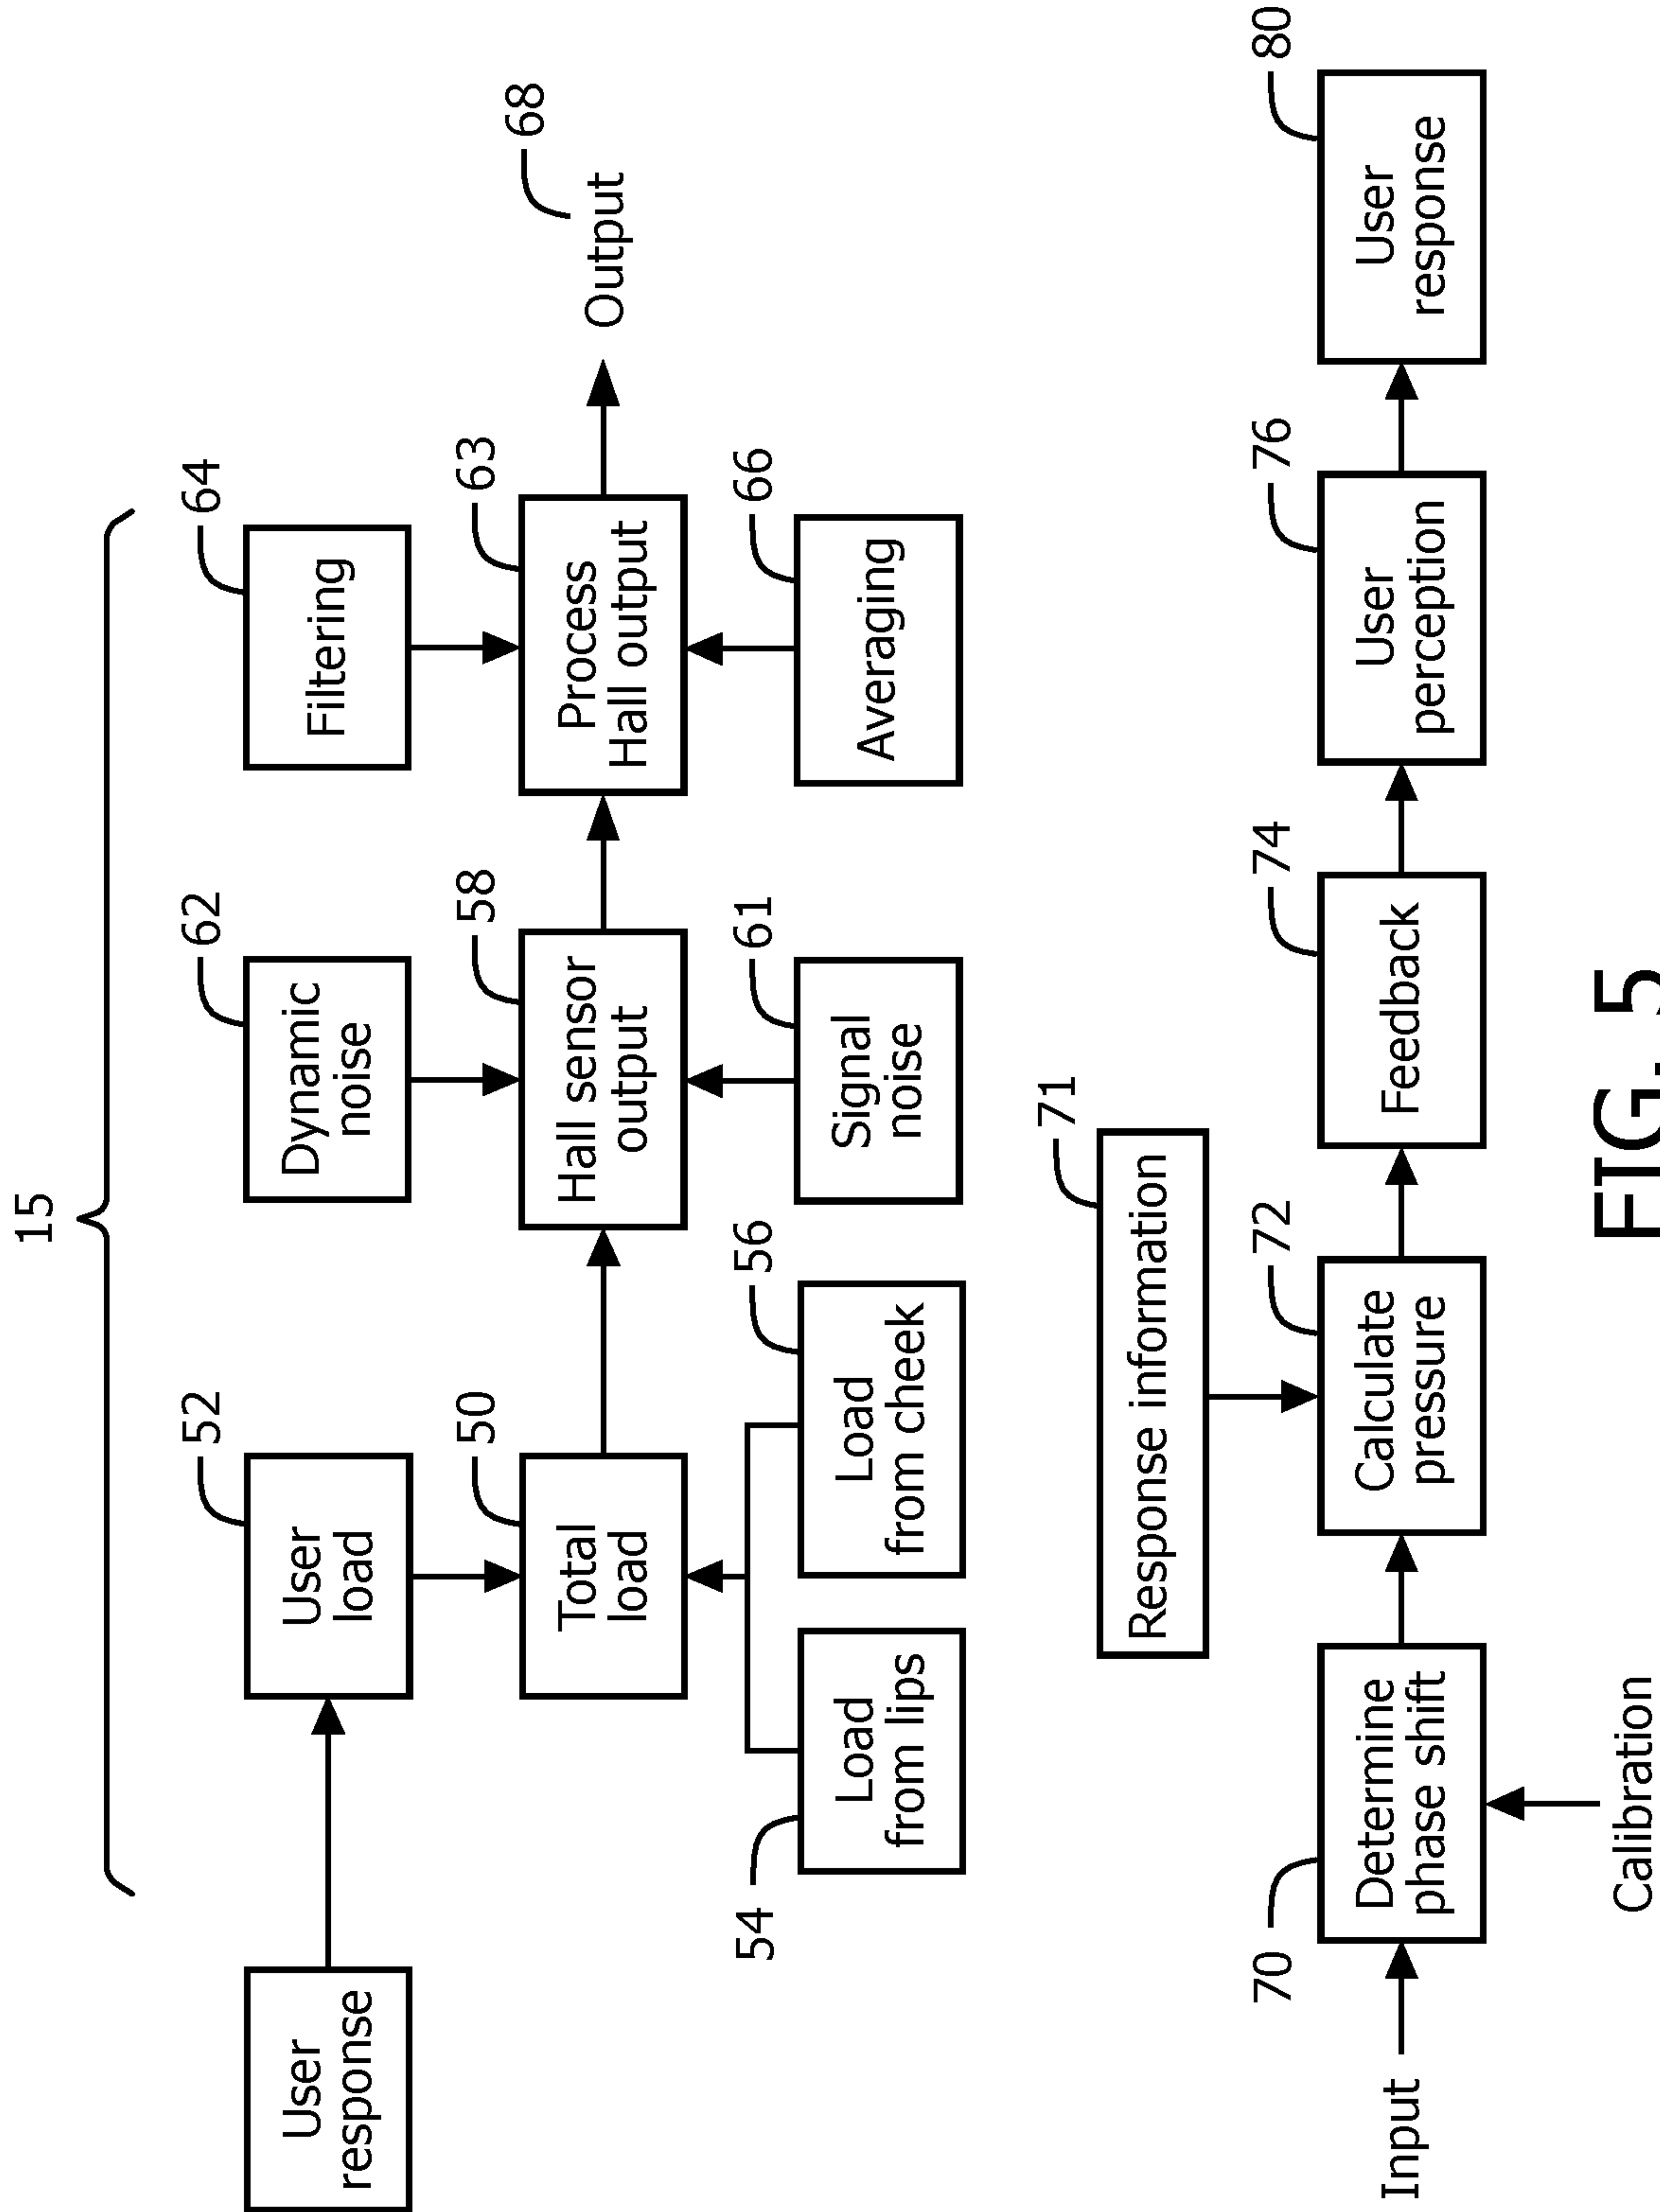 15
User
response
52
User
load
62
Dynamic
noise
64
Filtering
50
Total
load
58
Hall sensor
output
63
Process
Hall output
68
Output
54
Load
from lips
56
Load
from cheek
61
Signal
noise
66
Averaging
71
Response information
Input
70
Determine
phase shift
72
Calculate
pressure
74
Feedback
76
User
perception
80
User
response
Calibration
FIG. 5